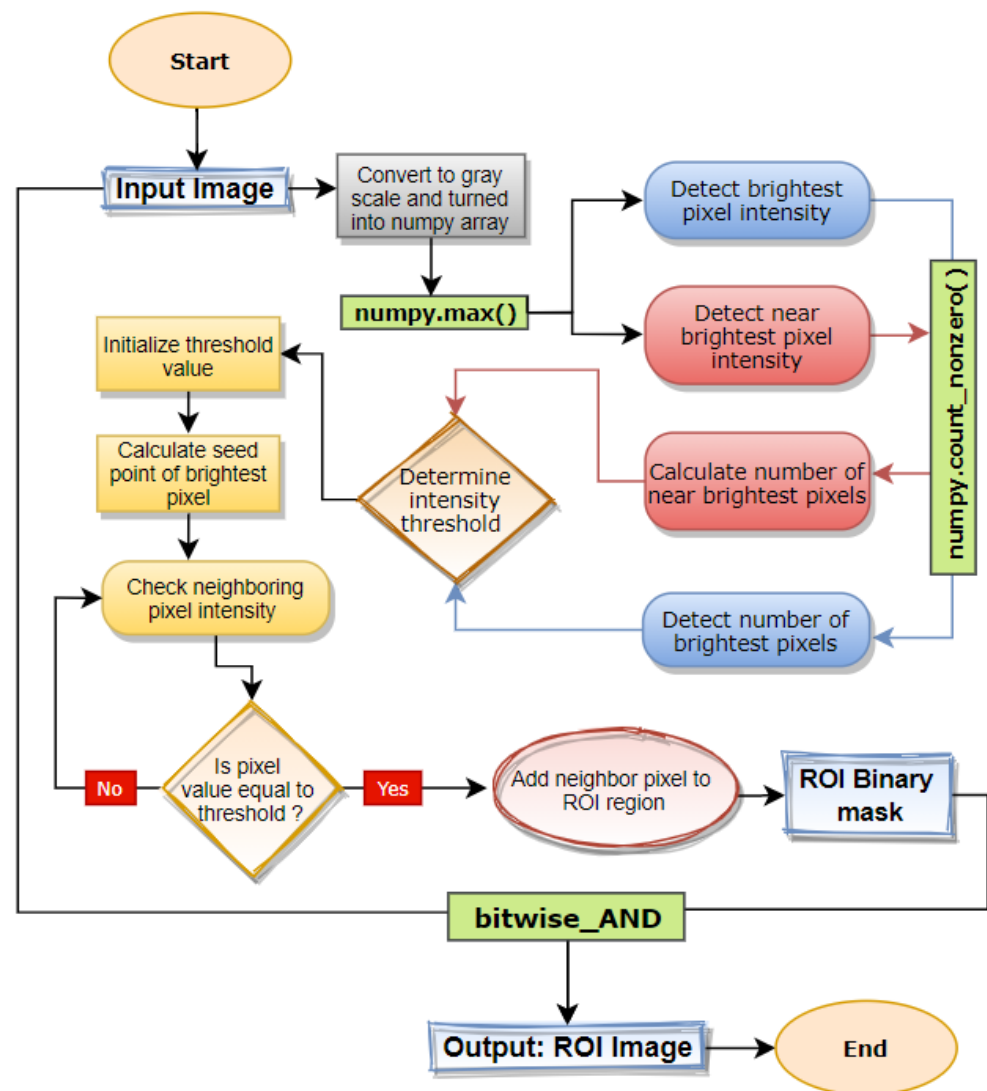 Start
Input Image
Convert to gray
scale and turned
into numpy array
numpy.max()
Detect brightest
pixel intensity
Detect near
brightest pixel
intensity
numpy.count_nonzero( )
Calculate number of
near brightest pixels
Detect number of
brightest pixels
Determine
intensity
threshold
Initialize threshold
value
Calculate seed
point of brightest
pixel
Check neighboring
pixel intensity
Is pixel
value equal to
threshold ?
No
Yes
Add neighbor pixel to
ROI region
ROI Binary
mask
bitwise_AND
Output: ROI Image
End